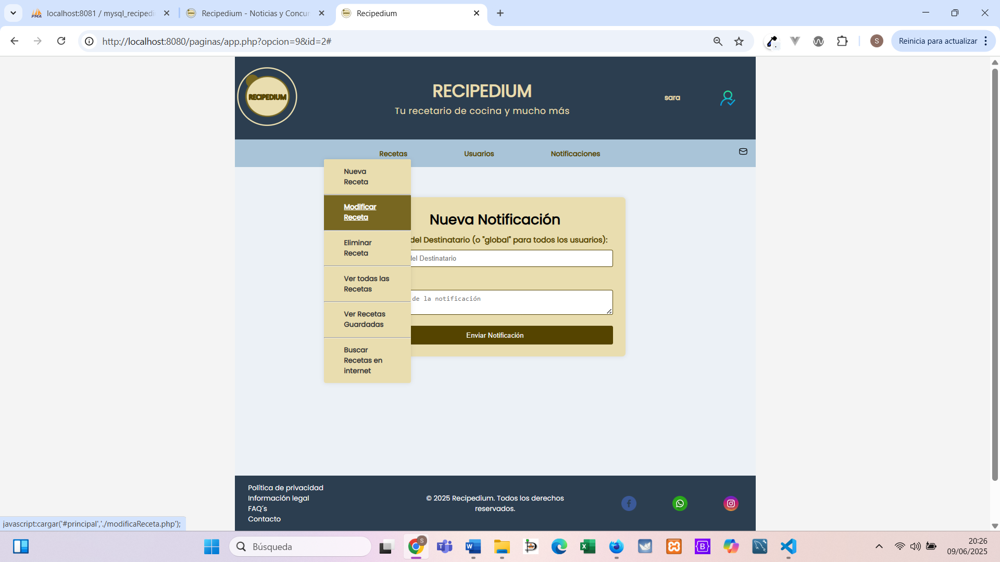 localhost:8081 / mysql_recipedi
Recipedium - Noticias y Concur
Recipedium
http://localhost:8080/paginas/app.php?opcion=9&id=2#
S
Reinicia para actualizar
RECIPEDIUM
RECIPEDIUM
Tu recetario de cocina y mucho más
sara
Recetas
Usuarios
Notificaciones
Nueva
Receta
Modificar
Receta
Eliminar
Receta
Ver todas las
Recetas
Ver Recetas
Guardadas
Buscar
Recetas en
internet
Nueva Notificación
del Destinatario (o "global" para todos los usuarios):
del Destinatario
de la notificación
Enviar Notificación
Política de privacidad
Información legal
FAQ´s
Contacto
© 2025 Recipedium. Todos los derechos
reservados.
javascript:cargar('#principal','./modificaReceta.php');
Búsqueda
20:26
09/06/2025